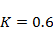 K = 0.6